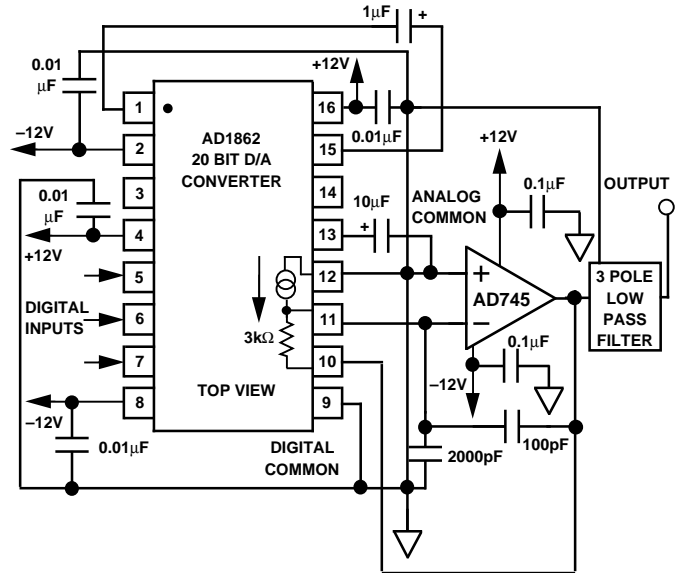 1µF +
0.01
µF
+12V
1
16
0.01µF
–12V
2
AD1862
20 BIT D/A
CONVERTER
15
+12V
3
14
0.01
µF
ANALOG
COMMON
0.1µF
OUTPUT
10µF
+
4
13
+12V
12
+
AD745
–
3 POLE
LOW
PASS
FILTER
5
DIGITAL
INPUTS
6
11
3kΩ
7
10
0.1µF
–12V
TOP VIEW
8
9
–12V
0.01µF
DIGITAL
COMMON
2000pF
100pF